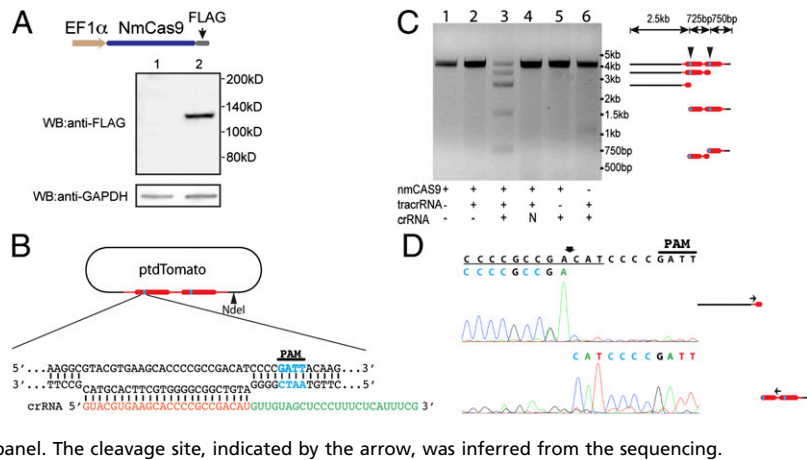 A
EF1α NmCas9 FLAG
1 2
200kD
140kD
WB:anti-FLAG
100kD
80kD
WB:anti-GAPDH
B
ptdTomato
NdeI
PAM
5'...AAGGCGTACGTGAAGCACCCCGCCGACATCCCCGATTACAAG...3'
3'...TTCCGCATGCACTTCGTGGGGCGGCTGTAGGGGCTAATGTTC...5'
crRNA 5'GUACGUGAAGCACCCCGCCGACAUGUUGUAGCUCCCUUUCUCAUUUCG 3'
C
1 2 3 4 5 6
5kb
4kb
3kb
2kb
1.5kb
1kb
750bp
500bp
nmCAS9 + + + + + -
tracrRNA - + + + - +
crRNA - - + N + +
2.5kb 725bp 750bp
D
PAM
CCCCGCCGACATCCCCGATT
CCCCGCCGA
CATCCCCGATT
panel. The cleavage site, indicated by the arrow, was inferred from the sequencing.